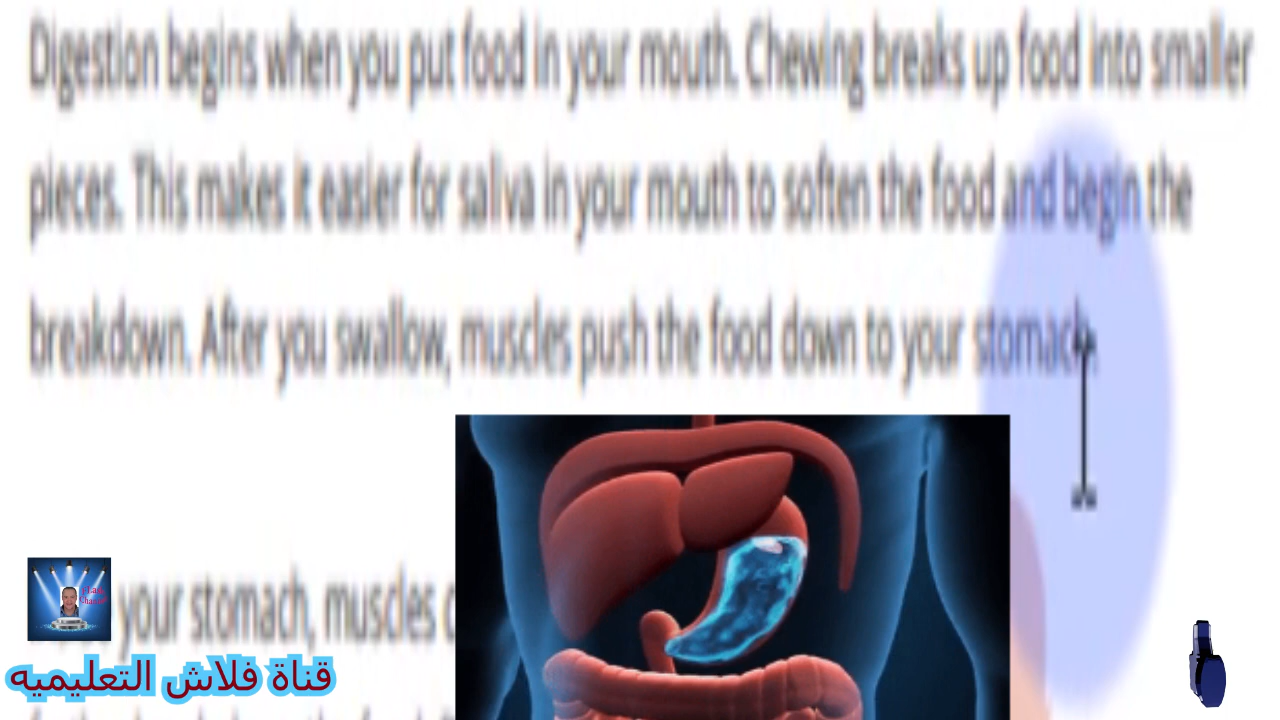 Digestion begins when you put food in your mouth. Chewing breaks up food into smaller
pieces. This makes it easier for saliva in your mouth to soften the food and begin the
breakdown. After you swallow, muscles push the food down to your stomach.
your stomach, muscles c
قناة فلاش التعليميه